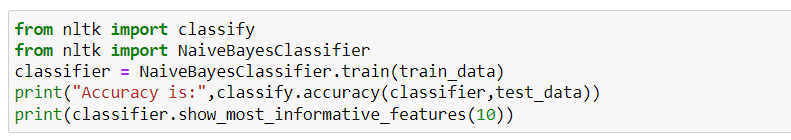 from nltk import classify
from nltk import NaiveBayesClassifier
classifier = NaiveBayesClassifier.train(train_data)
print("Accuracy is:",classify.accuracy(classifier,test_data))
print(classifier.show_most_informative_features(10))